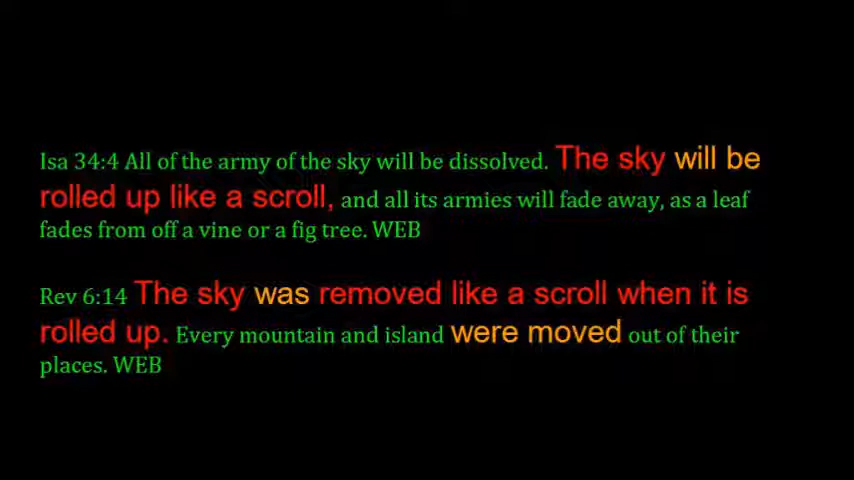 Isa 34:4 All of the army of the sky will be dissolved. The sky will be
rolled up like a scroll, and all its armies will fade away, as a leaf
fades from off a vine or a fig tree. WEB
Rev 6:14 The sky was removed like a scroll when it is
rolled up. Every mountain and island were moved out of their
places. WEB